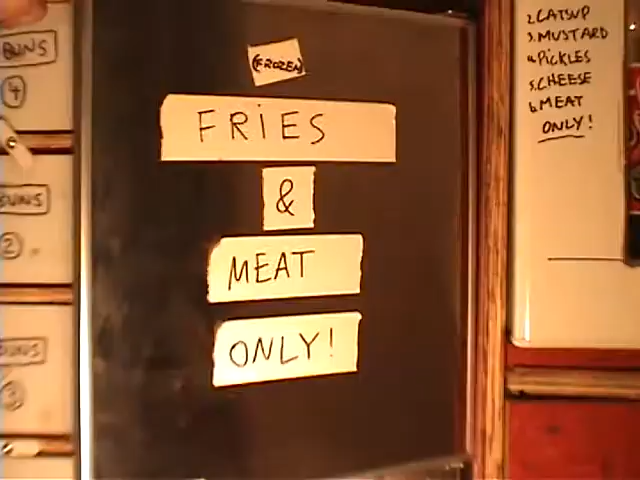 BUNS
4
BUNS
2
BUNS
3
(FROZEN)
FRIES
&
MEAT
ONLY!
2. CATSUP
3. MUSTARD
4. PICKLES
5. CHEESE
6. MEAT
ONLY!